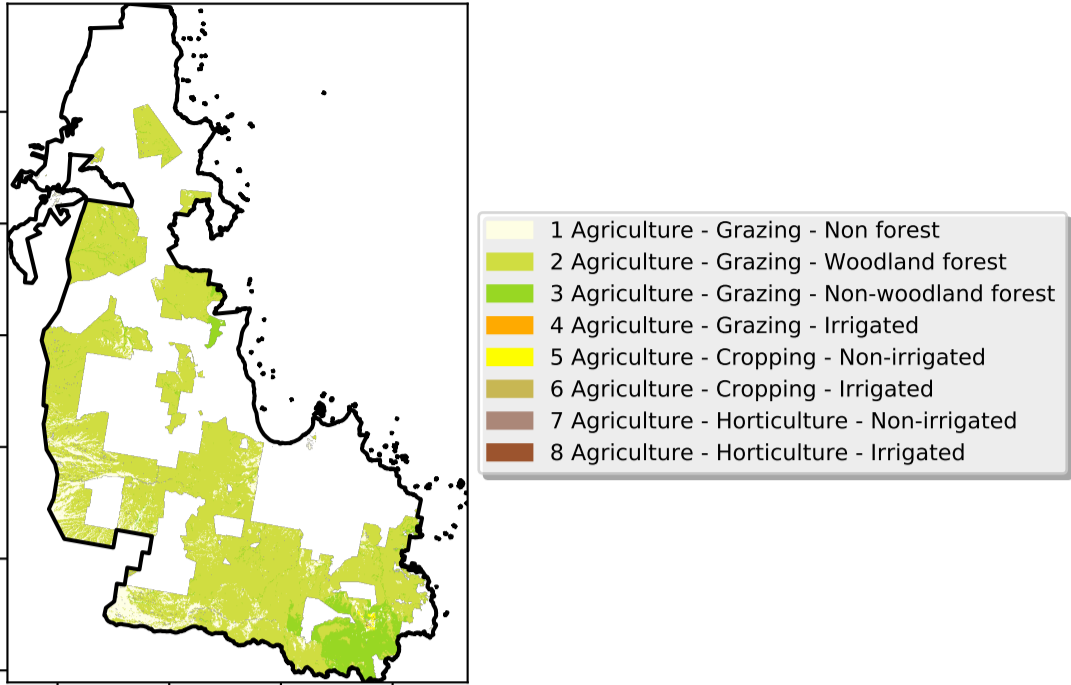 1 Agriculture - Grazing - Non forest
2 Agriculture - Grazing - Woodland forest
3 Agriculture - Grazing - Non-woodland forest
4 Agriculture - Grazing - Irrigated
5 Agriculture - Cropping - Non-irrigated
6 Agriculture - Cropping - Irrigated
7 Agriculture - Horticulture - Non-irrigated
8 Agriculture - Horticulture - Irrigated